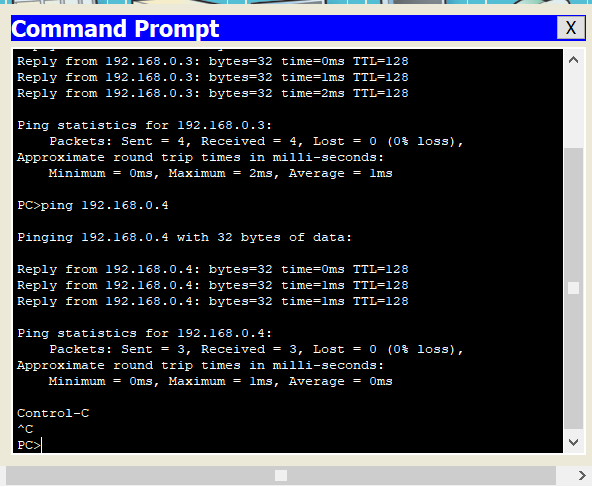 Command Prompt
X
Reply from 192.168.0.3: bytes=32 time=0ms TTL=128
Reply from 192.168.0.3: bytes=32 time=1ms TTL=128
Reply from 192.168.0.3: bytes=32 time=2ms TTL=128
Ping statistics for 192.168.0.3:
    Packets: Sent = 4, Received = 4, Lost = 0 (0% loss),
Approximate round trip times in milli-seconds:
    Minimum = 0ms, Maximum = 2ms, Average = 1ms
PC>ping 192.168.0.4
Pinging 192.168.0.4 with 32 bytes of data:
Reply from 192.168.0.4: bytes=32 time=0ms TTL=128
Reply from 192.168.0.4: bytes=32 time=1ms TTL=128
Reply from 192.168.0.4: bytes=32 time=1ms TTL=128
Ping statistics for 192.168.0.4:
    Packets: Sent = 3, Received = 3, Lost = 0 (0% loss),
Approximate round trip times in milli-seconds:
    Minimum = 0ms, Maximum = 1ms, Average = 0ms
Control-C
^C
PC>